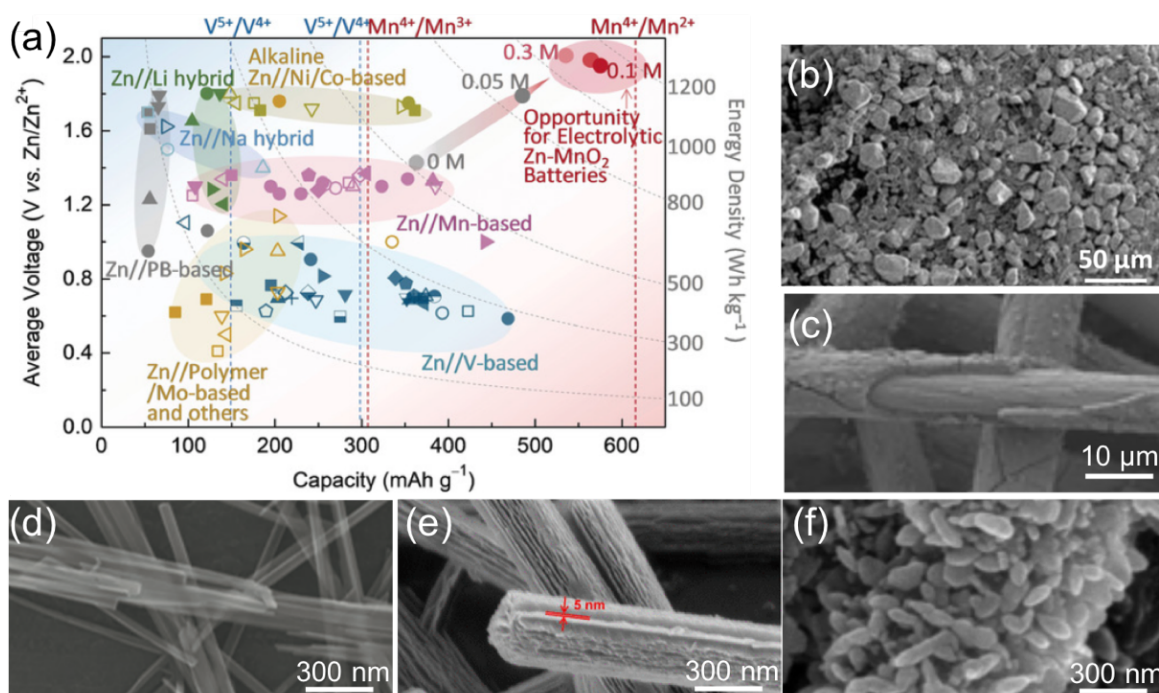 (a)
V⁵⁺/V⁴⁺ V⁵⁺/V⁴⁺ Mn⁴⁺/Mn³⁺ Mn⁴⁺/Mn²⁺
2.0
1.6
1.2
0.8
0.4
0.0
Average Voltage (V vs. Zn/Zn²⁺)
Zn//Li hybrid
Alkaline
Zn//Ni/Co-based
Zn//Na hybrid
0.3 M
0.1 M
0.05 M
0 M
Opportunity
for Electrolytic
Zn-MnO₂
Batteries
Zn//Mn-based
Zn//PB-based
Zn//V-based
Zn//Polymer
/Mo-based
and others
1200
1000
800
500
300
100
Energy Density (Wh kg⁻¹)
0 100 200 300 400 500 600
Capacity (mAh g⁻¹)
(b)
50 µm
(c)
10 µm
(d)
300 nm
(e)
5 nm
300 nm
(f)
300 nm